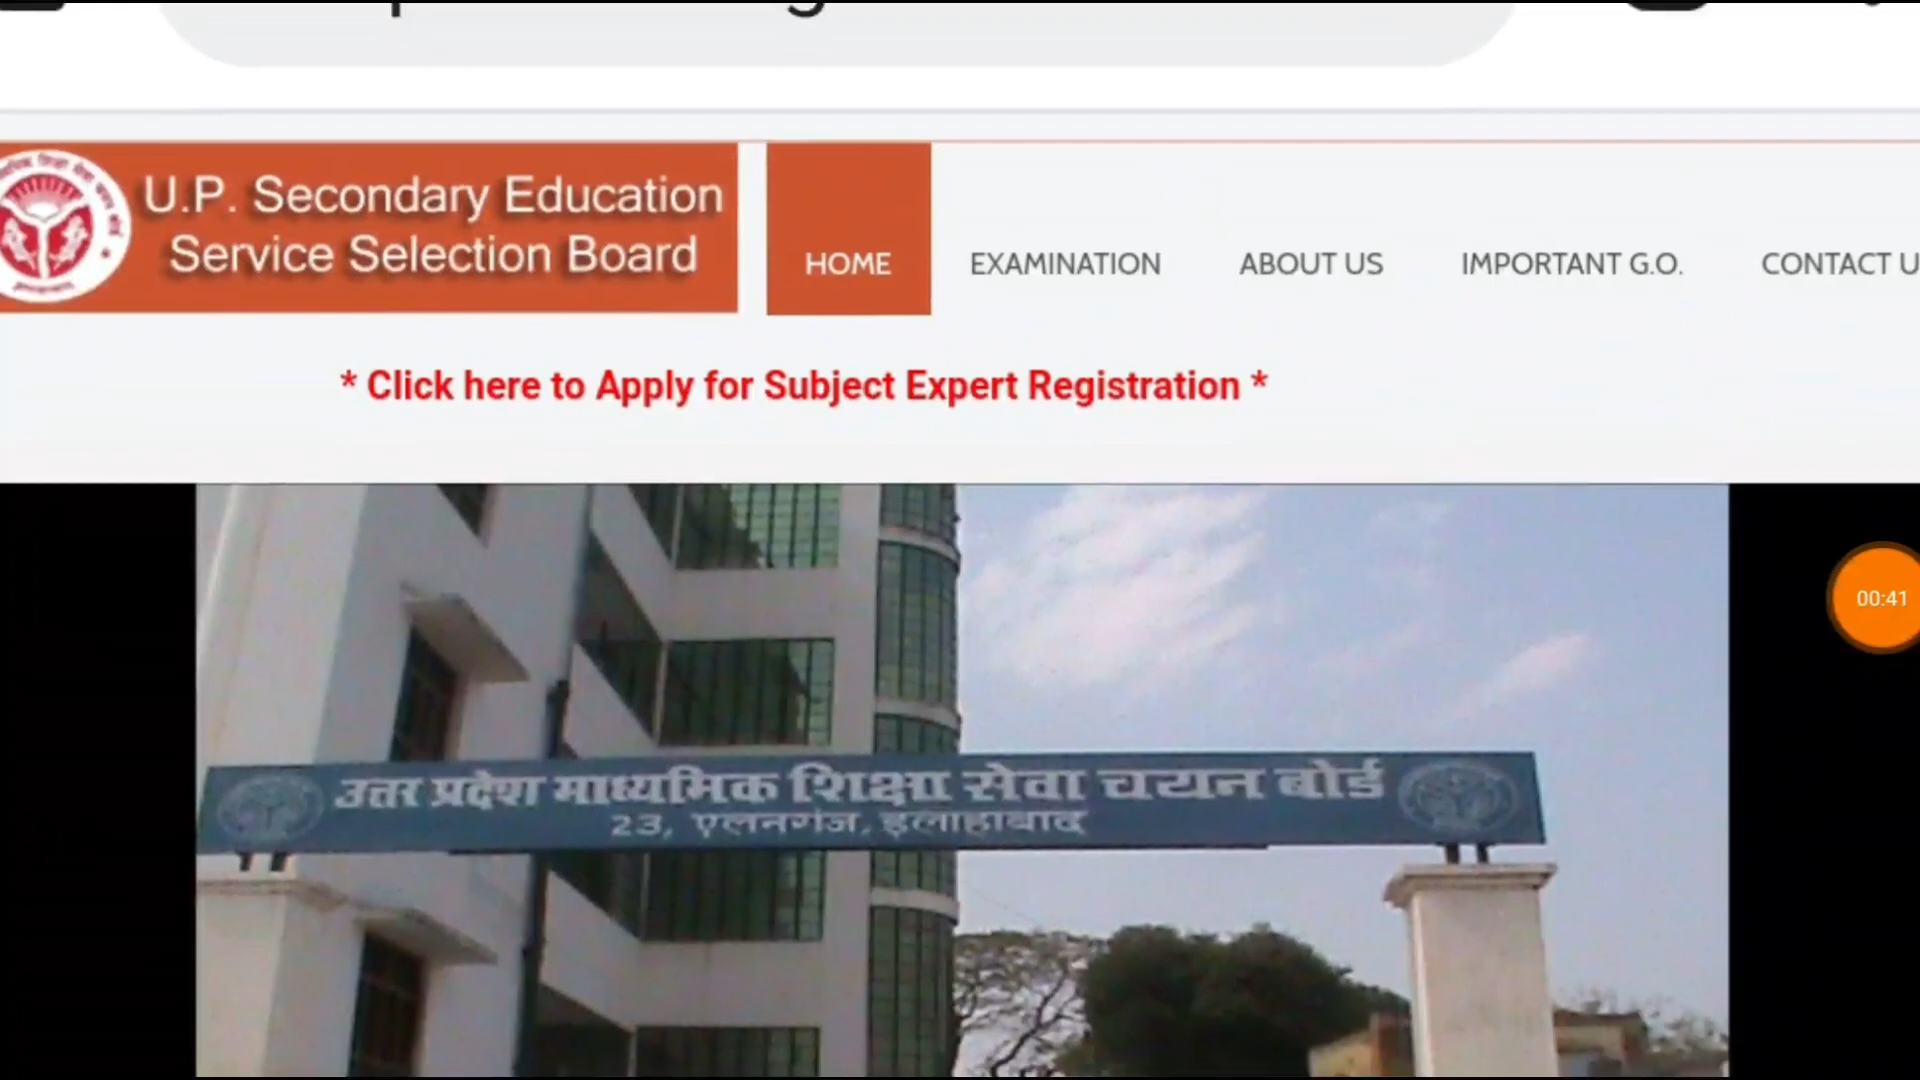 U.P. Secondary Education
Service Selection Board
HOME
EXAMINATION
ABOUT US
IMPORTANT G.O.
CONTACT U
* Click here to Apply for Subject Expert Registration *
00:41
उत्तर प्रदेश माध्यमिक शिक्षा सेवा चयन बोर्ड
23, एलनगंज, इलाहाबाद